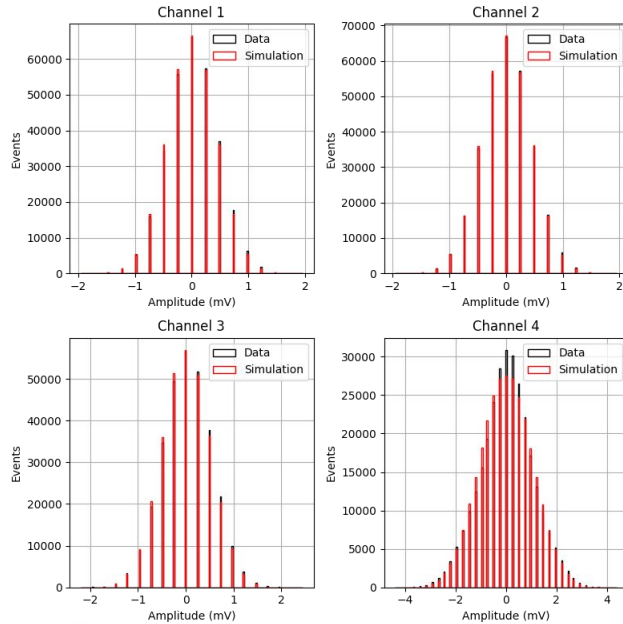 Channel 1
Data
Simulation
Events
60000
50000
40000
30000
20000
10000
0
−2
−1
0
1
2
Amplitude (mV)
Channel 2
Data
Simulation
Events
70000
60000
50000
40000
30000
20000
10000
0
−2
−1
0
1
2
Amplitude (mV)
Channel 3
Data
Simulation
Events
50000
40000
30000
20000
10000
0
−2
−1
0
1
2
Amplitude (mV)
Channel 4
Data
Simulation
Events
30000
25000
20000
15000
10000
5000
0
−4
−2
0
2
4
Amplitude (mV)